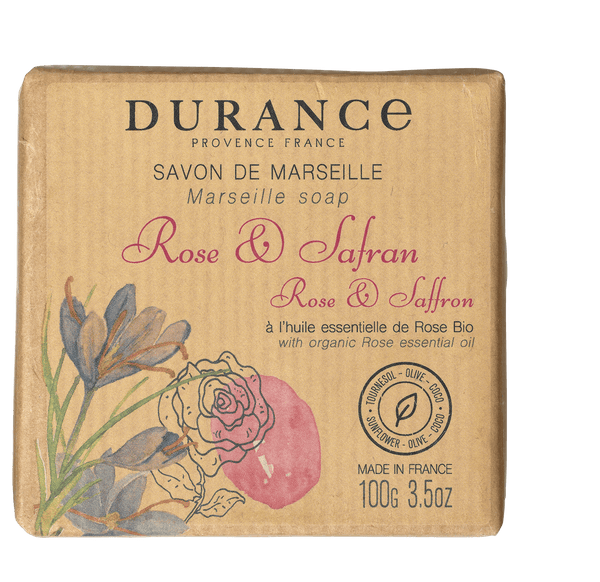 DURANCe
PROVENCE FRANCE
SAVON DE MARSEILLE
Marseille soap
Rose & Safran
Rose & Saffron
à l'huile essentielle de Rose Bio
with organic Rose essential oil
TOURNESOL - OLIVE - COCO
SUNFLOWER - OLIVE - COCO
MADE IN FRANCE
100G 3.5oz